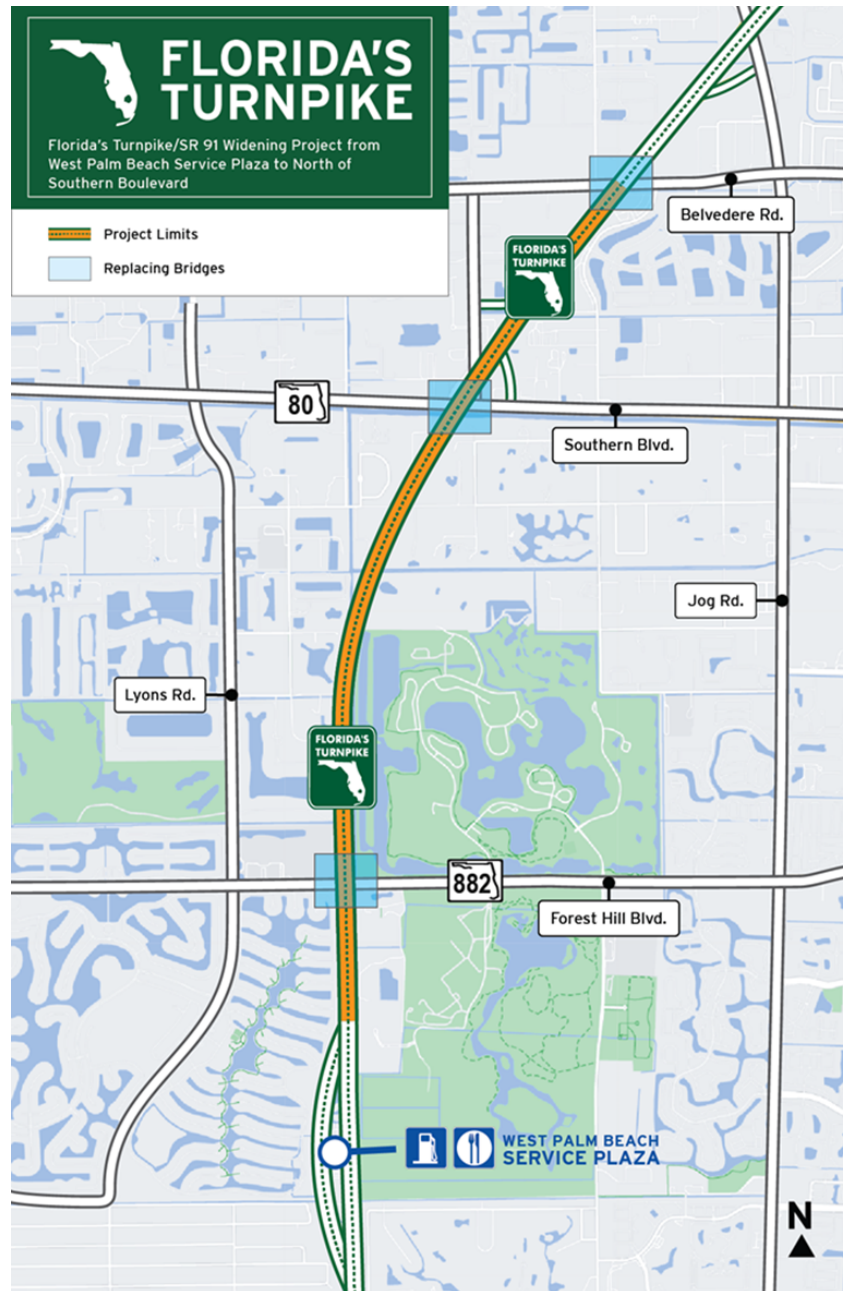 FLORIDA'S
TURNPIKE
Florida's Turnpike/SR 91 Widening Project from
West Palm Beach Service Plaza to North of
Southern Boulevard
Project Limits
Replacing Bridges
Belvedere Rd.
FLORIDA'S
TURNPIKE
80
Southern Blvd.
Jog Rd.
Lyons Rd.
FLORIDA'S
TURNPIKE
882
Forest Hill Blvd.
WEST PALM BEACH
SERVICE PLAZA
N